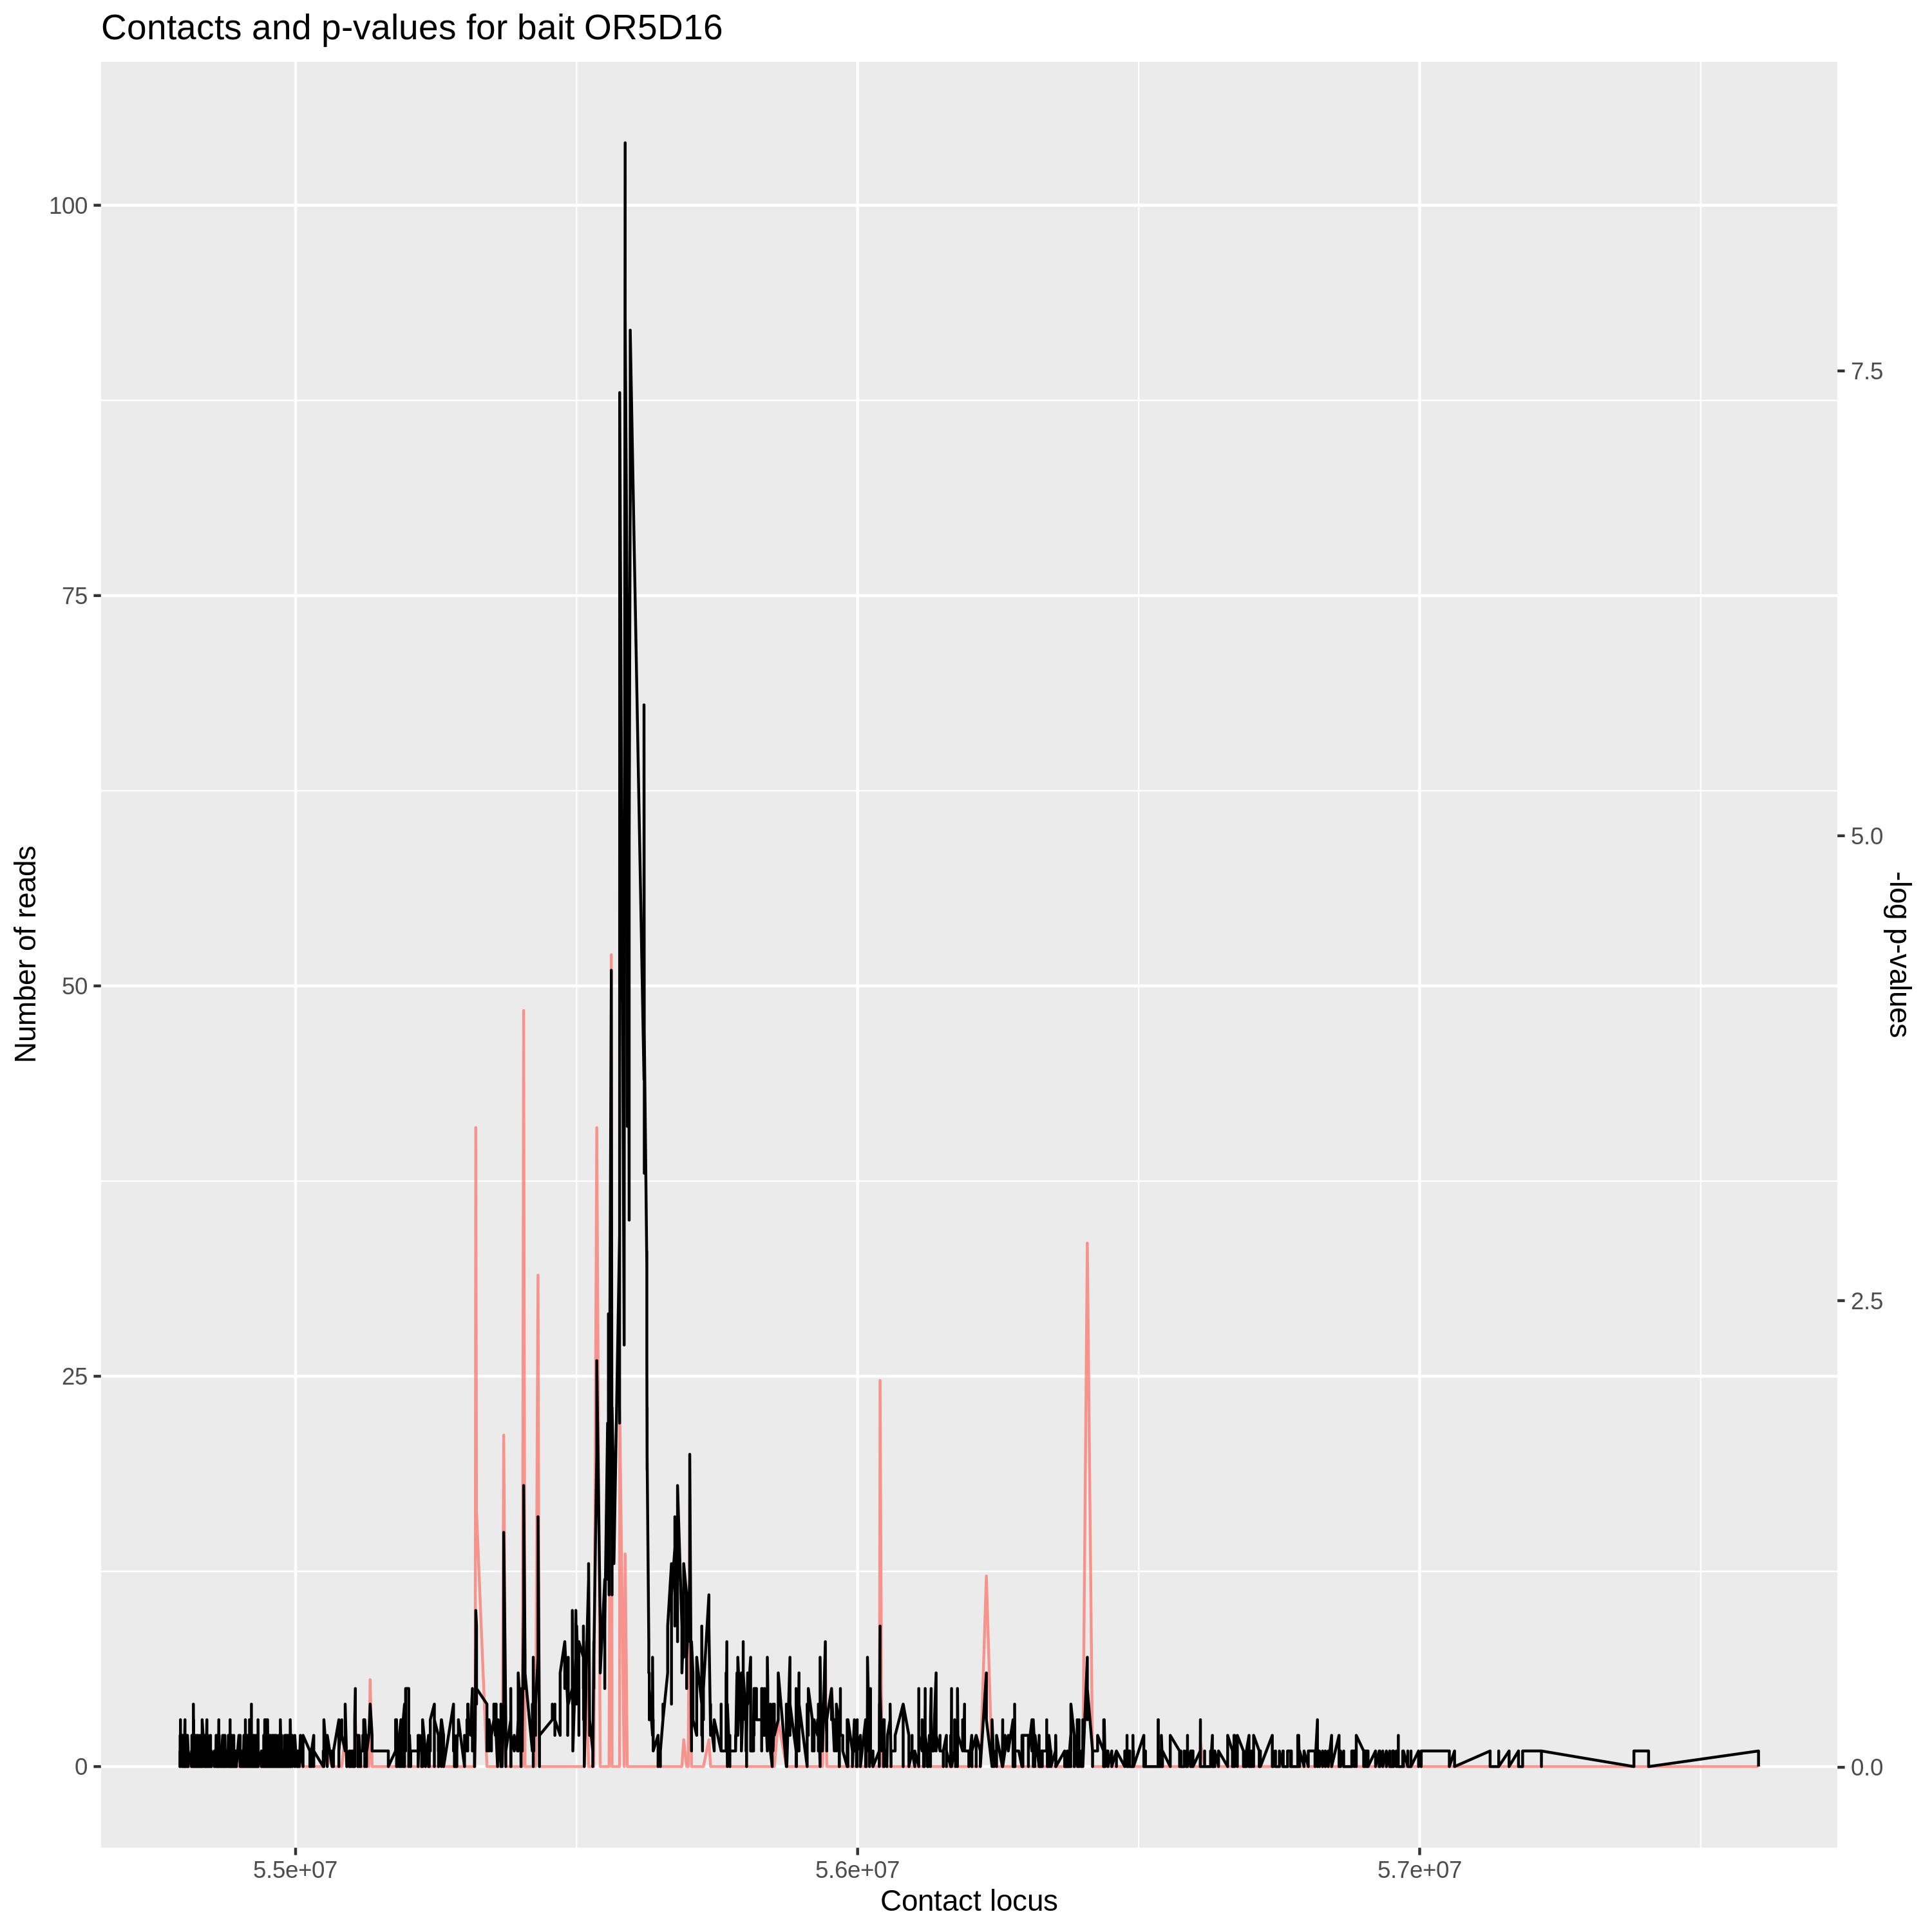 Contacts and p-values for bait OR5D16
100
75
50
25
0
Number of reads
7.5
5.0
2.5
0.0
-log p-values
5.5e+07
5.6e+07
5.7e+07
Contact locus